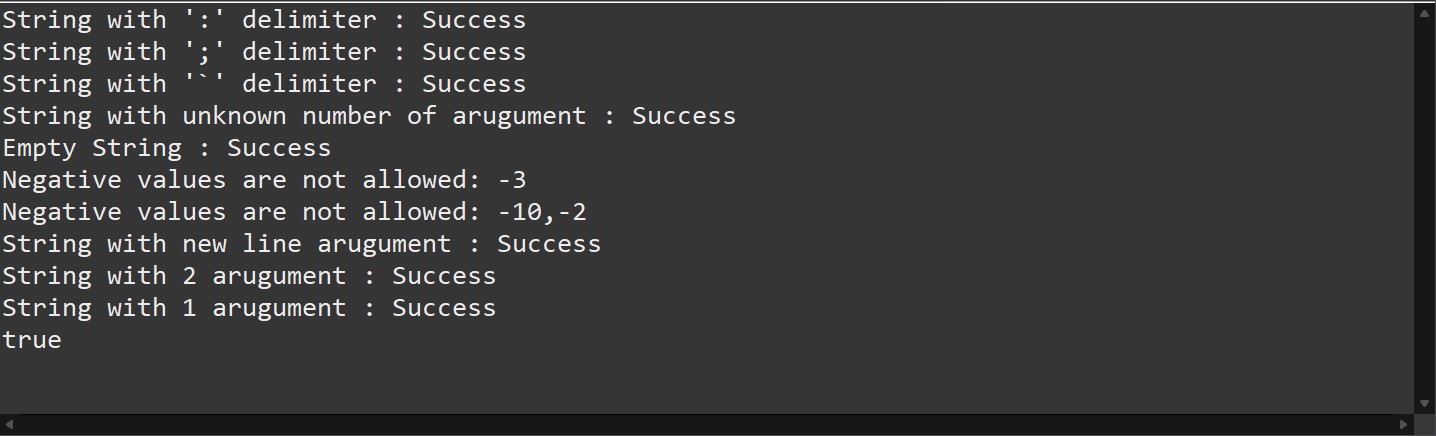 String with ':' delimiter : Success
String with ';' delimiter : Success
String with '`' delimiter : Success
String with unknown number of arugument : Success
Empty String : Success
Negative values are not allowed: -3
Negative values are not allowed: -10,-2
String with new line arugument : Success
String with 2 arugument : Success
String with 1 arugument : Success
true